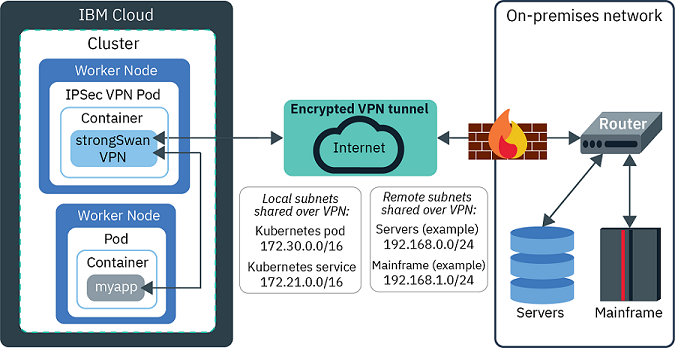 IBM Cloud
Cluster
Worker Node
IPSec VPN Pod
Container
strongSwan
VPN
Worker Node
Pod
Container
myapp
Encrypted VPN tunnel
Internet
Local subnets
shared over VPN:
Kubernetes pod
172.30.0.0/16
Kubernetes service
172.21.0.0/16
Remote subnets
shared over VPN:
Servers (example)
192.168.0.0/24
Mainframe (example)
192.168.1.0/24
On-premises network
Router
Servers
Mainframe